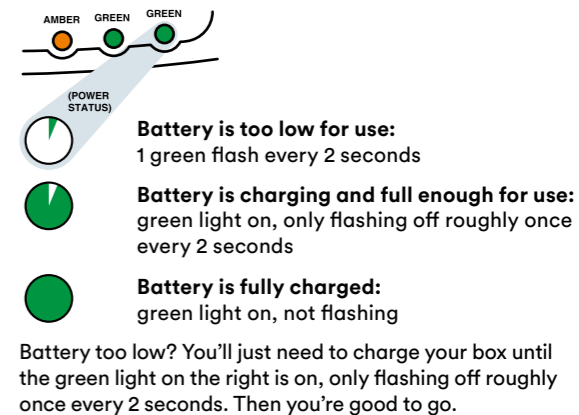 AMBER GREEN GREEN
(POWER
STATUS)
Battery is too low for use:
1 green flash every 2 seconds
Battery is charging and full enough for use:
green light on, only flashing off roughly once
every 2 seconds
Battery is fully charged:
green light on, not flashing
Battery too low? You’ll just need to charge your box until
the green light on the right is on, only flashing off roughly
once every 2 seconds. Then you’re good to go.